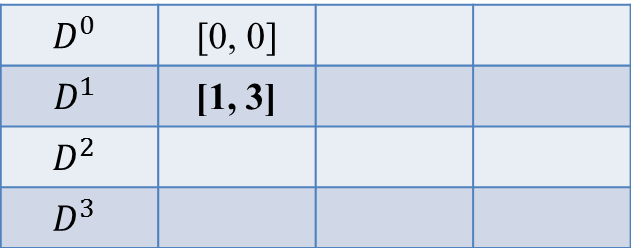 D⁰ [0, 0]
D¹ [1, 3]
D²
D³